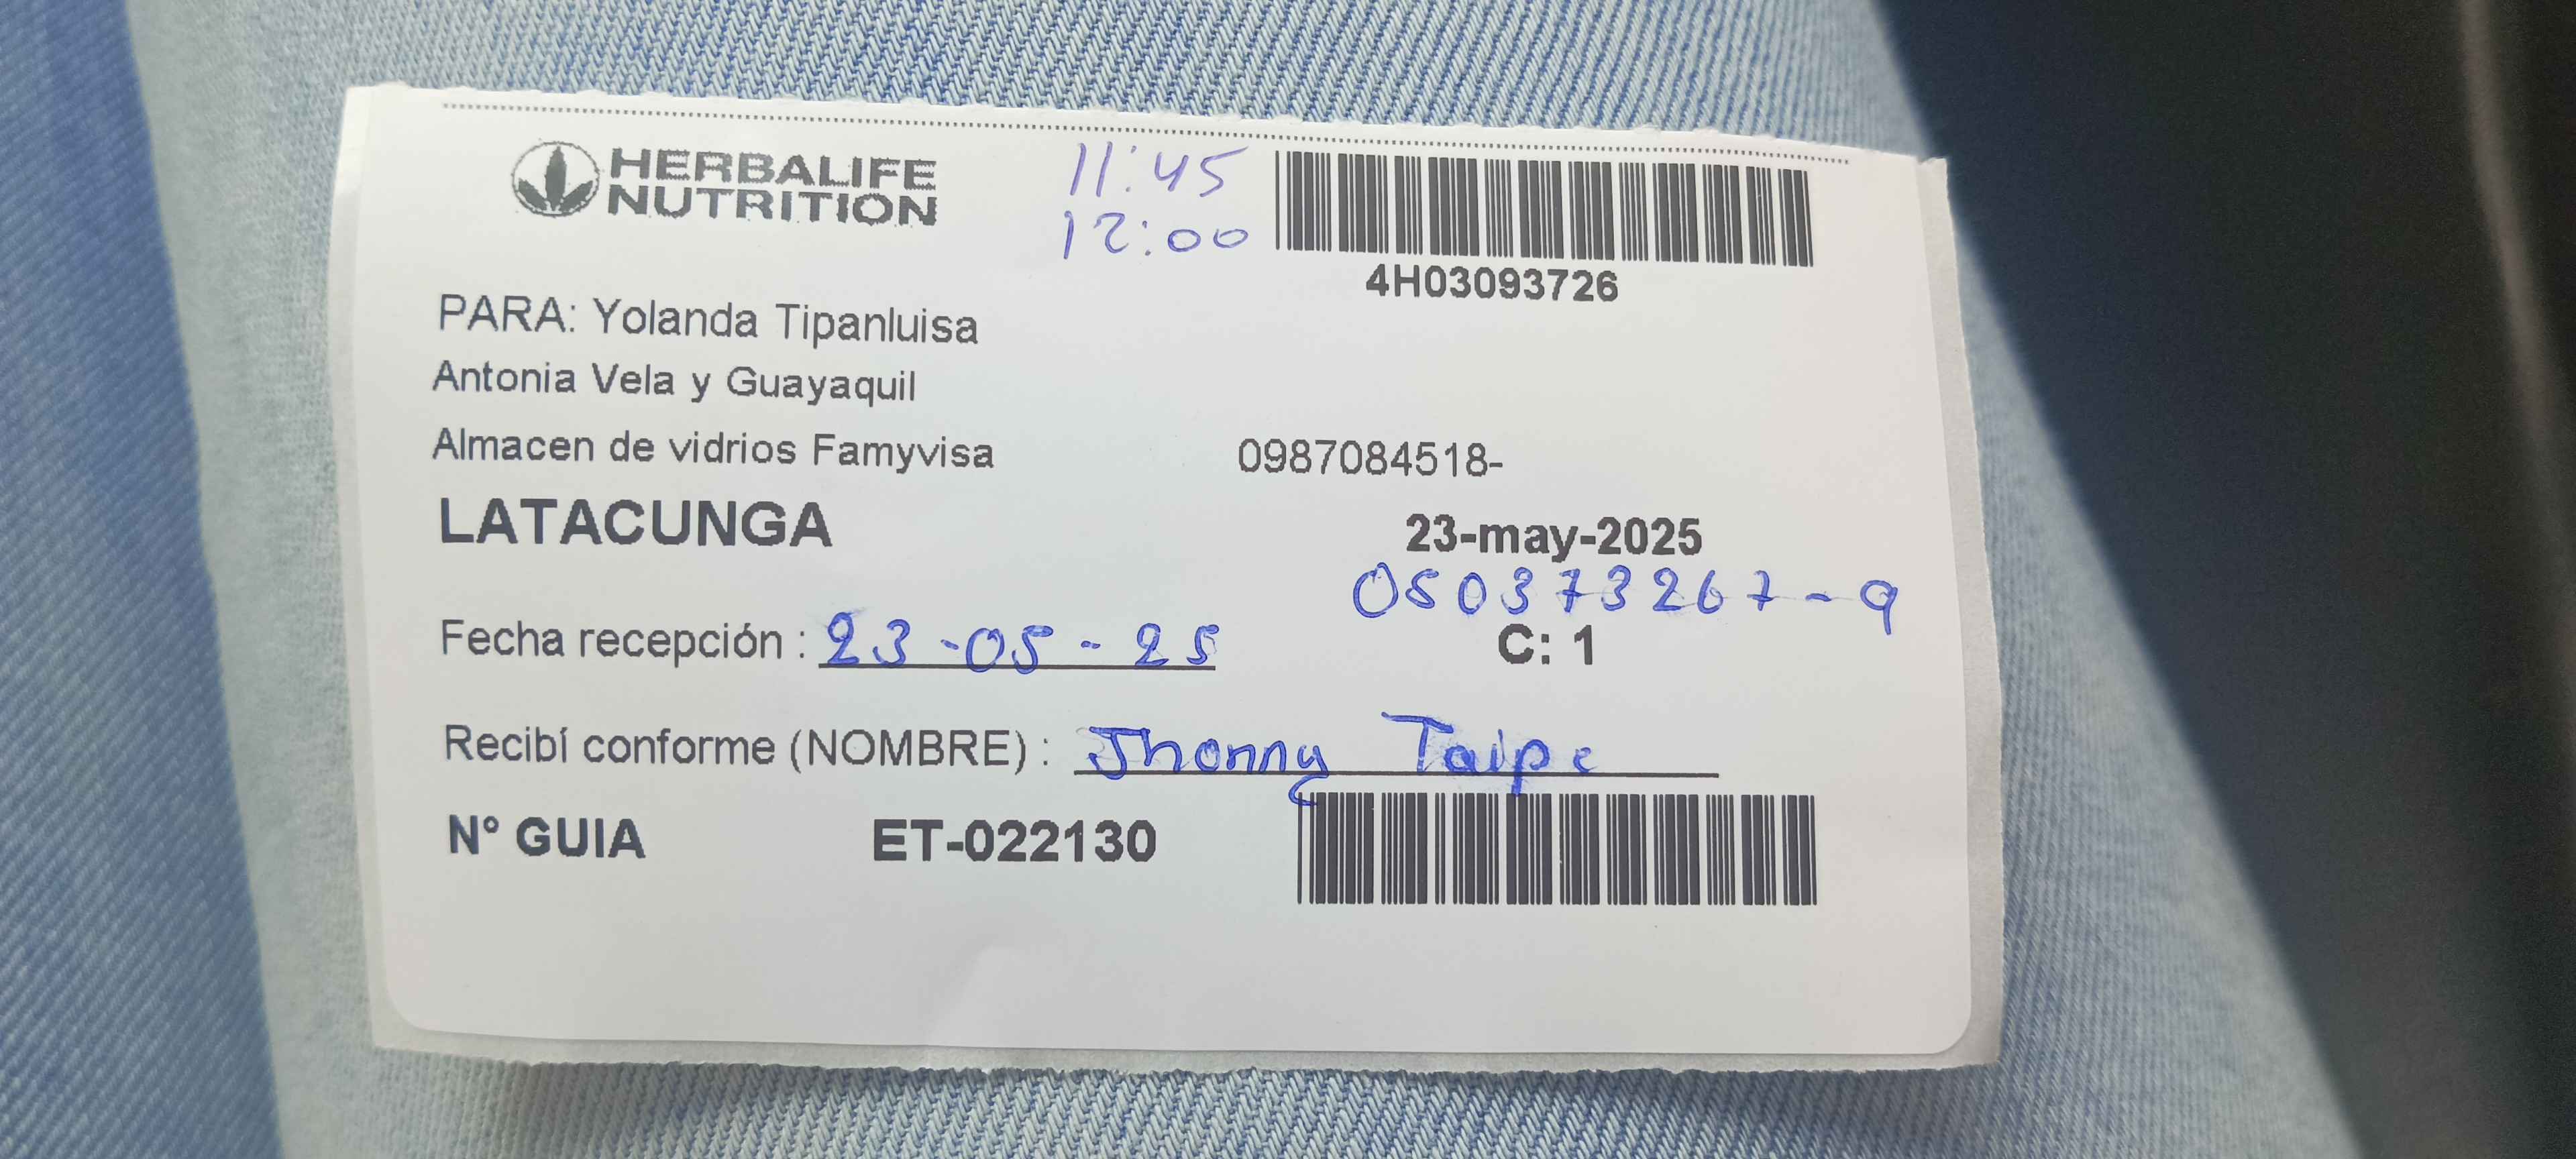 HERBALIFE
NUTRITION
11:45
12:00
4H03093726
PARA: Yolanda Tipanluisa
Antonia Vela y Guayaquil
Almacen de vidrios Famyvisa 0987084518-
LATACUNGA 23-may-2025
050373267-9
Fecha recepción : 23-05-25 C: 1
Recibí conforme (NOMBRE) : Jhonny Taipe
N° GUIA ET-022130